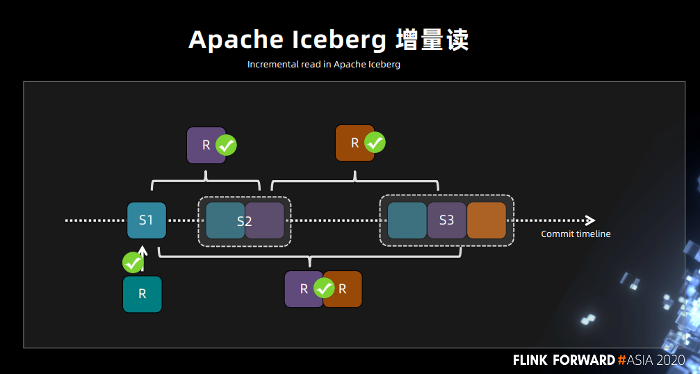 Apache Iceberg 增量读
Incremental read in Apache Iceberg
R
R
S1
S2
S3
Commit timeline
R
R R
FLINK FORWARD #ASIA 2020